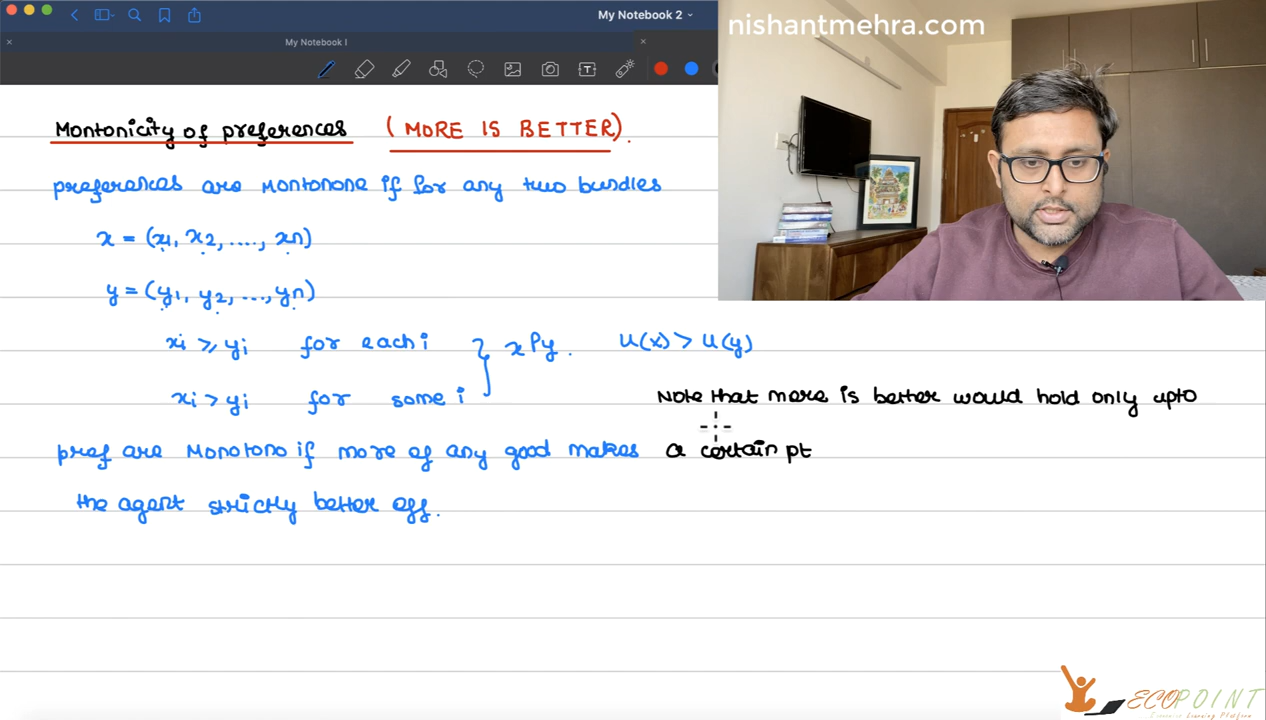 My Notebook 2
nishantmehra.com
My Notebook I
T
Montonicity of preferences (MORE IS BETTER).
preferences are Montonone if for any two bundles
x = (x1, x2, ...., xn)
y = (y1, y2, ..., yn)
xi ≥ yi for each i } x P y. u(x) > u(y)
xi > yi for some i
Note that more is better would hold only upto
a certain pt
pref are Monotono if more of any good makes
the agent strictly better off.
ECOPOINT
Economics Learning Platform